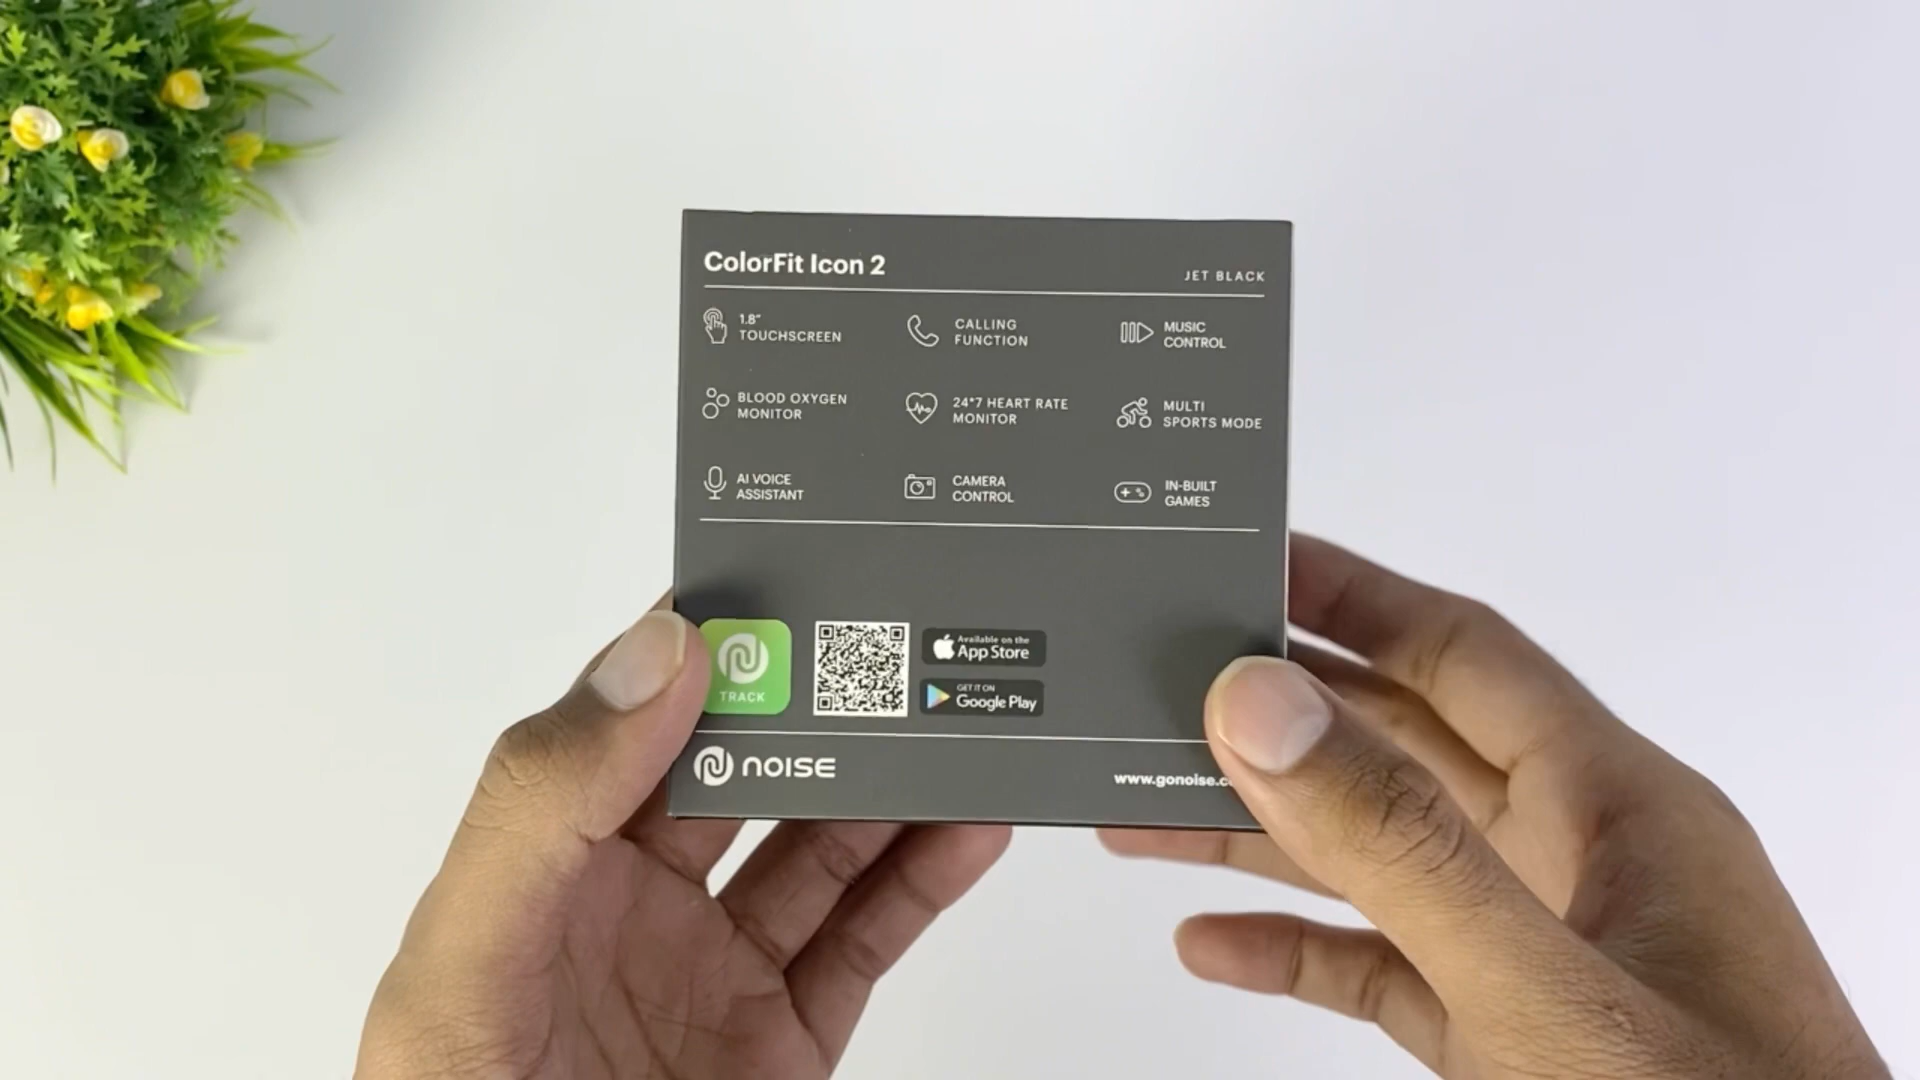 ColorFit Icon 2
JET BLACK
1.8"
TOUCHSCREEN
CALLING
FUNCTION
MUSIC
CONTROL
BLOOD OXYGEN
MONITOR
24*7 HEART RATE
MONITOR
MULTI
SPORTS MODE
AI VOICE
ASSISTANT
CAMERA
CONTROL
IN-BUILT
GAMES
TRACK
Available on the
App Store
GET IT ON
Google Play
NOISE
www.gonoise.c